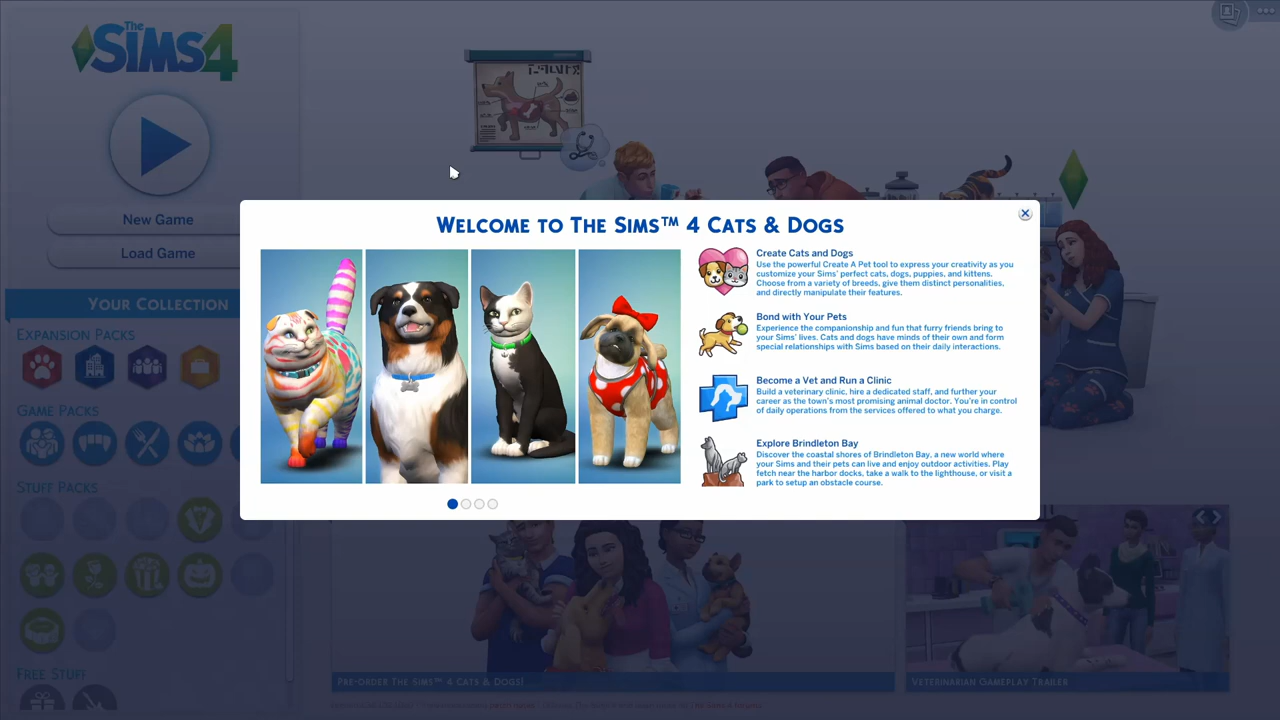 The SiMS 4
New Game
Load Game
Your Collection
Expansion Packs
Game Packs
Stuff Packs
Free Stuff
Welcome to The Sims™ 4 Cats & Dogs
Create Cats and Dogs
Use the powerful Create A Pet tool to express your creativity as you
customize your Sims' perfect cats, dogs, puppies, and kittens.
Choose from a variety of breeds, give them distinct personalities,
and directly manipulate their features.
Bond with Your Pets
Experience the companionship and fun that furry friends bring to
your Sims' lives. Cats and dogs have minds of their own and form
special relationships with Sims based on their daily interactions.
Become a Vet and Run a Clinic
Build a veterinary clinic, hire a dedicated staff, and further your
career as the town's most promising animal doctor. You're in control
of daily operations from the services offered to what you charge.
Explore Brindleton Bay
Discover the coastal shores of Brindleton Bay, a new world where
your Sims and their pets can live and enjoy outdoor activities. Play
fetch near the harbor docks, take a walk to the lighthouse, or visit a
park to setup an obstacle course.
Pre-order The Sims™ 4 Cats & Dogs!
Veterinarian Gameplay Trailer